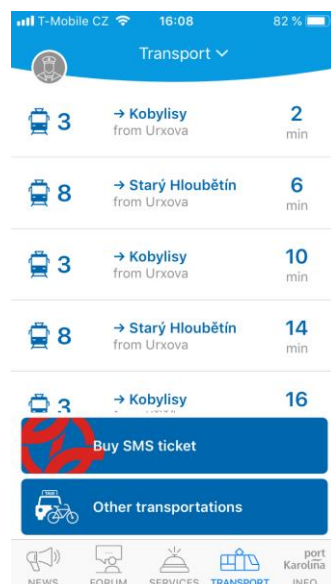 T-Mobile CZ 16:08 82 %
Transport
3 → Kobylisy 2
from Urxova min
8 → Starý Hloubětín 6
from Urxova min
3 → Kobylisy 10
from Urxova min
8 → Starý Hloubětín 14
from Urxova min
3 → Kobylisy 16
Buy SMS ticket
TAXI
Other transportations
port
Karolina
NEWS FORUM SERVICES TRANSPORT INFO